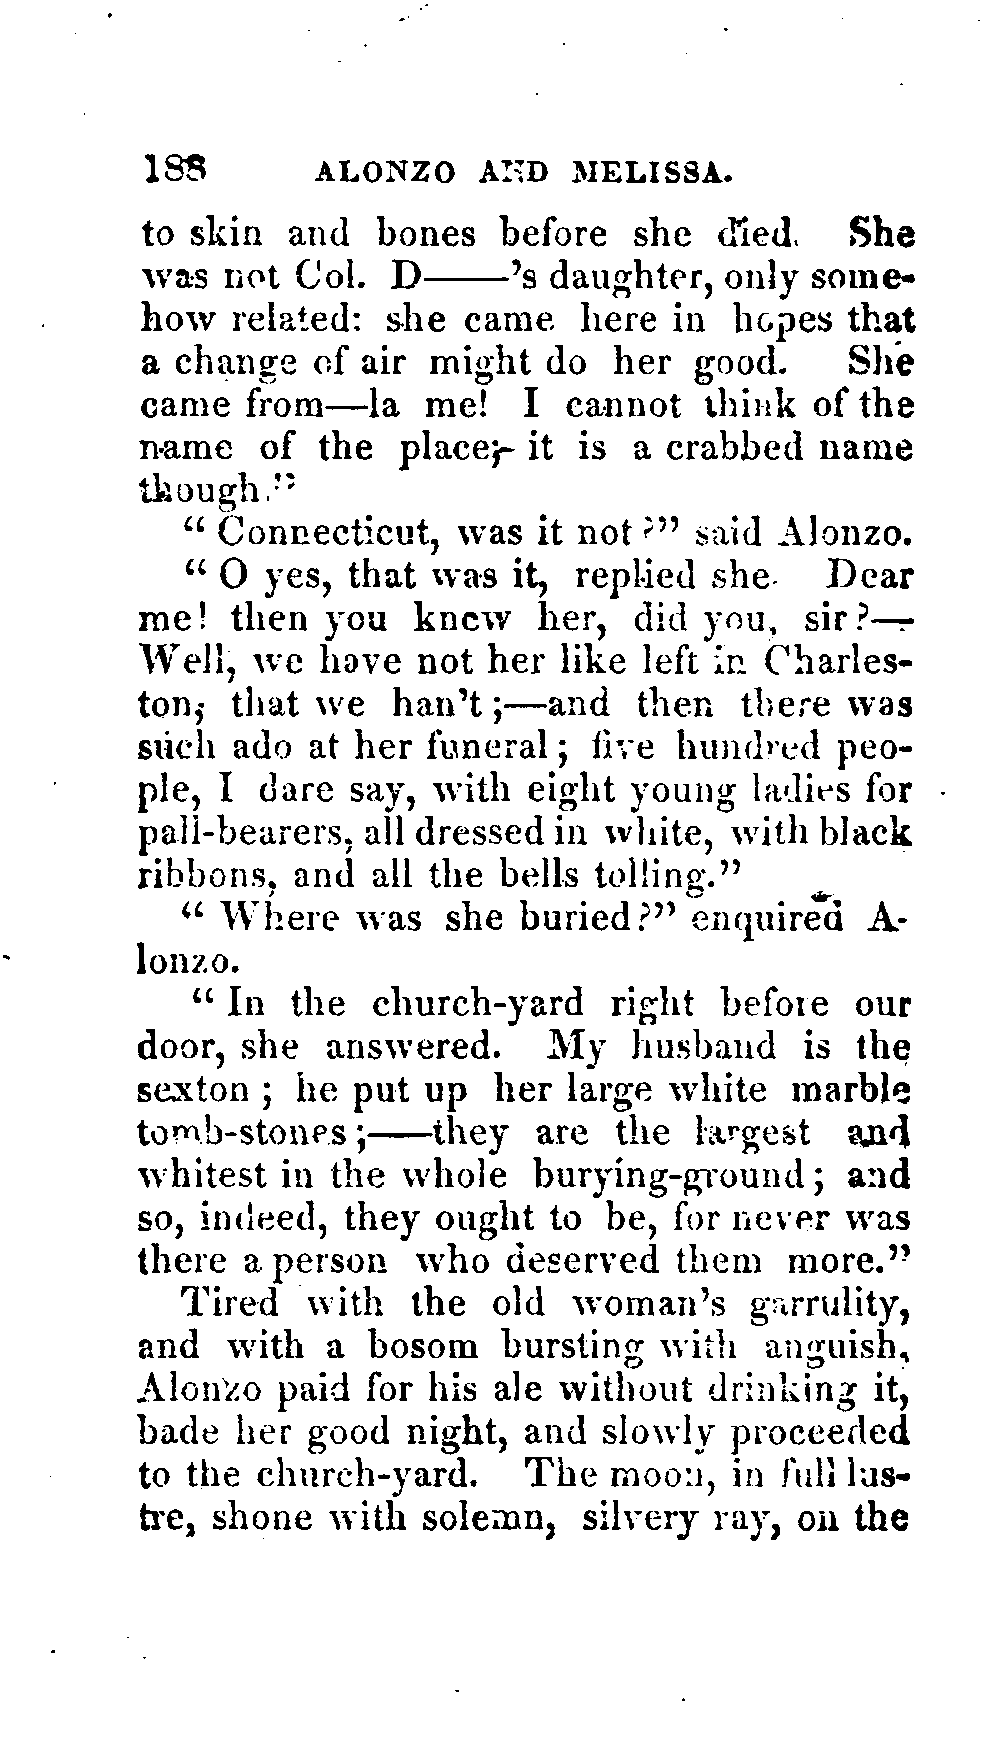 188 ALONZO AND MELISSA.
to skin and bones before she died. She
was not Col. D——'s daughter, only some-
how related: she came here in hopes that
a change of air might do her good. She
came from—la me! I cannot think of the
name of the place; it is a crabbed name
though."
" Connecticut, was it not?" said Alonzo.
" O yes, that was it, replied she. Dear
me! then you knew her, did you, sir?—
Well, we have not her like left in Charles-
ton, that we han't ;—and then there was
such ado at her funeral; five hundred peo-
ple, I dare say, with eight young ladies for
pall-bearers, all dressed in white, with black
ribbons, and all the bells tolling."
" Where was she buried?" enquired A-
lonzo.
" In the church-yard right before our
door, she answered. My husband is the
sexton ; he put up her large white marble
tomb-stones ;——they are the largest and
whitest in the whole burying-ground; and
so, indeed, they ought to be, for never was
there a person who deserved them more."
Tired with the old woman's garrulity,
and with a bosom bursting with anguish,
Alonzo paid for his ale without drinking it,
bade her good night, and slowly proceeded
to the church-yard. The moon, in full lus-
tre, shone with solemn, silvery ray, on the